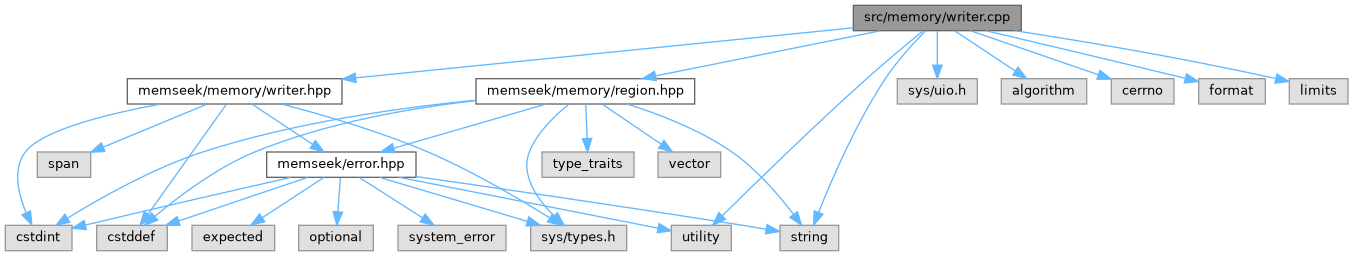 src/memory/writer.cpp
memseek/memory/writer.hpp
memseek/memory/region.hpp
sys/uio.h
algorithm
cerrno
format
limits
span
memseek/error.hpp
type_traits
vector
cstdint
cstddef
expected
optional
system_error
sys/types.h
utility
string